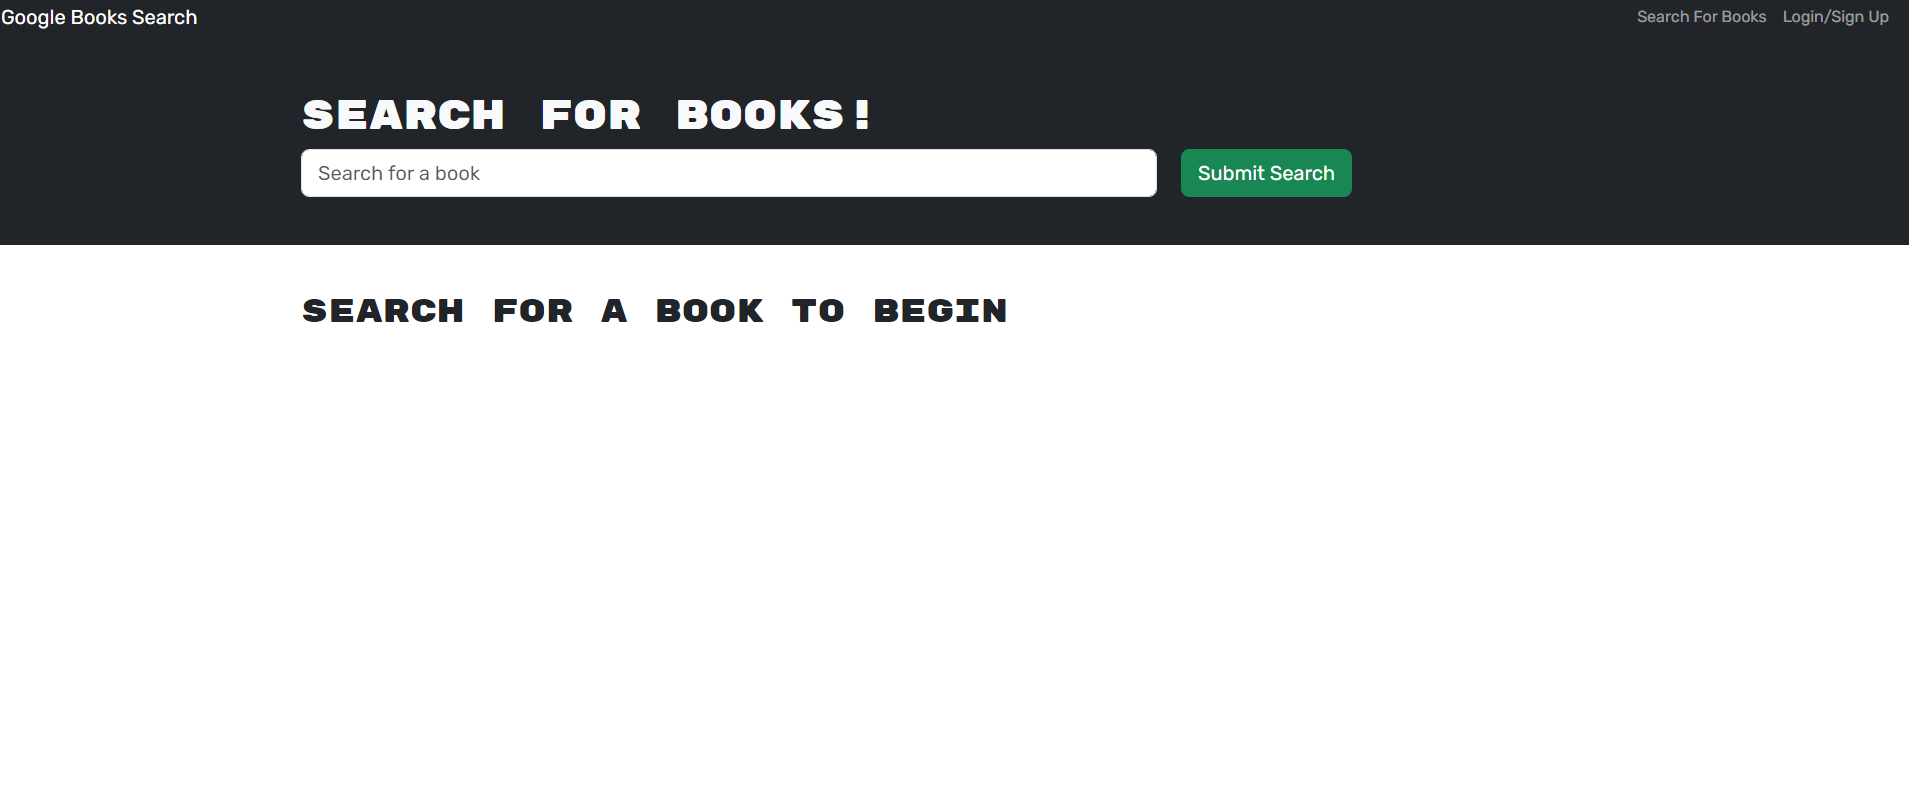 Google Books Search
Search For Books
Login/Sign Up
SEARCH FOR BOOKS!
Search for a book
Submit Search
SEARCH FOR A BOOK TO BEGIN